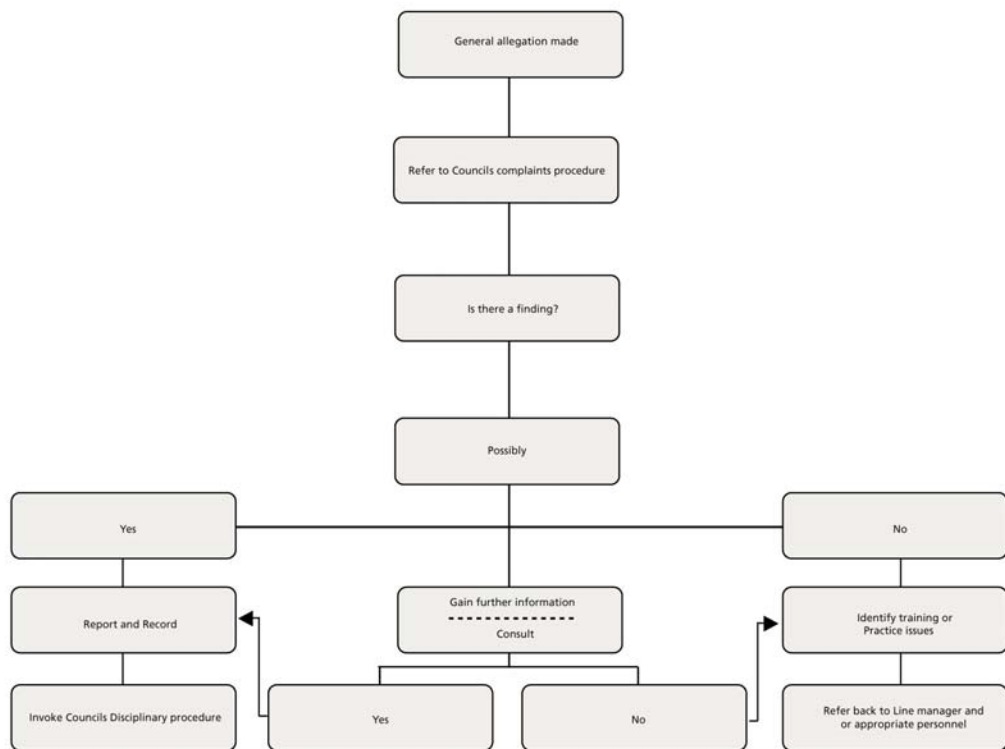 General allegation made
Refer to Councils complaints procedure
Is there a finding?
Possibly
Yes
No
Report and Record
Gain further information
Consult
Identify training or
Practice issues
Invoke Councils Disciplinary procedure
Yes
No
Refer back to Line manager and
or appropriate personnel